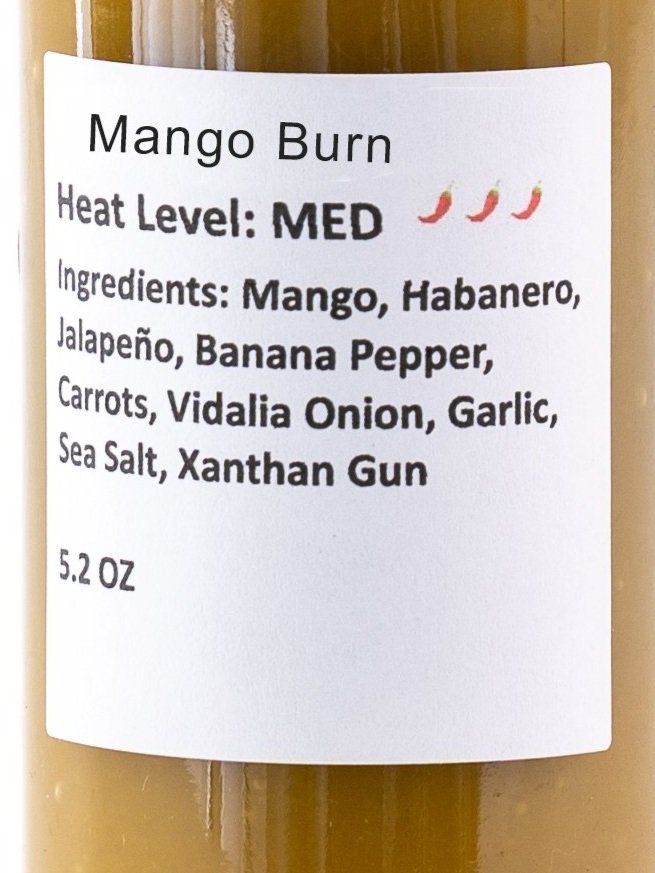 Mango Burn
Heat Level: MED
Ingredients: Mango, Habanero,
Jalapeño, Banana Pepper,
Carrots, Vidalia Onion, Garlic,
Sea Salt, Xanthan Gun
5.2 OZ